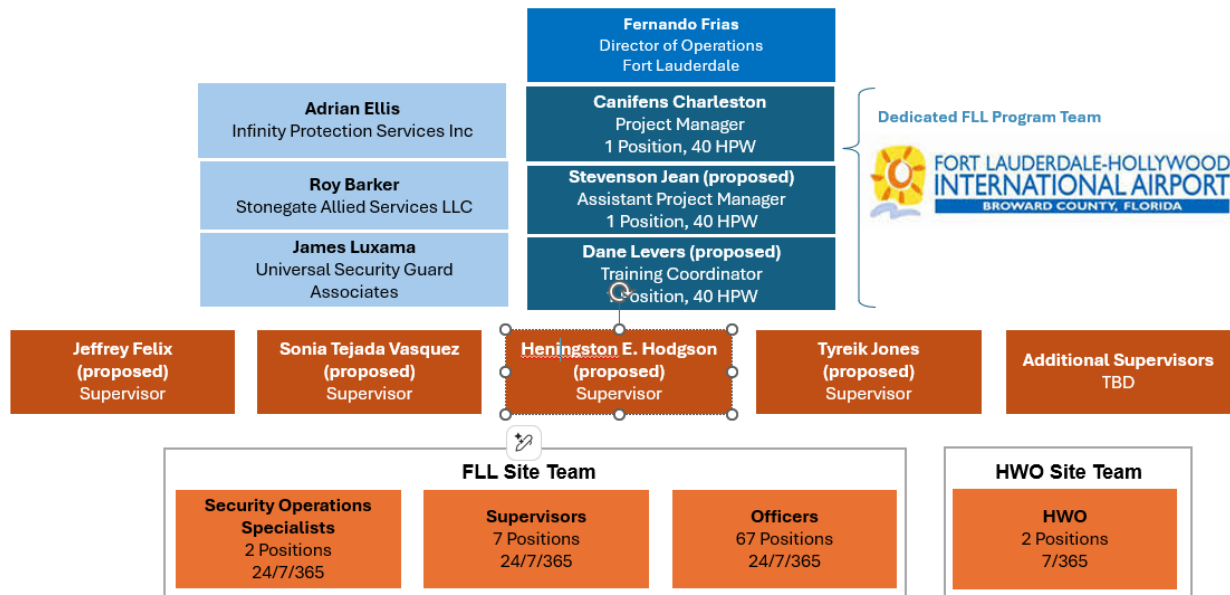 Fernando Frias
Director of Operations
Fort Lauderdale
Adrian Ellis
Infinity Protection Services Inc
Canifens Charleston
Project Manager
1 Position, 40 HPW
Dedicated FLL Program Team
FORT LAUDERDALE-HOLLYWOOD
INTERNATIONAL AIRPORT
BROWARD COUNTY, FLORIDA
Roy Barker
Stonegate Allied Services LLC
Stevenson Jean (proposed)
Assistant Project Manager
1 Position, 40 HPW
James Luxama
Universal Security Guard
Associates
Dane Levers (proposed)
Training Coordinator
Position, 40 HPW
Jeffrey Felix
(proposed)
Supervisor
Sonia Tejada Vasquez
(proposed)
Supervisor
Heningston E. Hodgson
(proposed)
Supervisor
Tyreik Jones
(proposed)
Supervisor
Additional Supervisors
TBD
FLL Site Team
Security Operations
Specialists
2 Positions
24/7/365
Supervisors
7 Positions
24/7/365
Officers
67 Positions
24/7/365
HWO Site Team
HWO
2 Positions
7/365